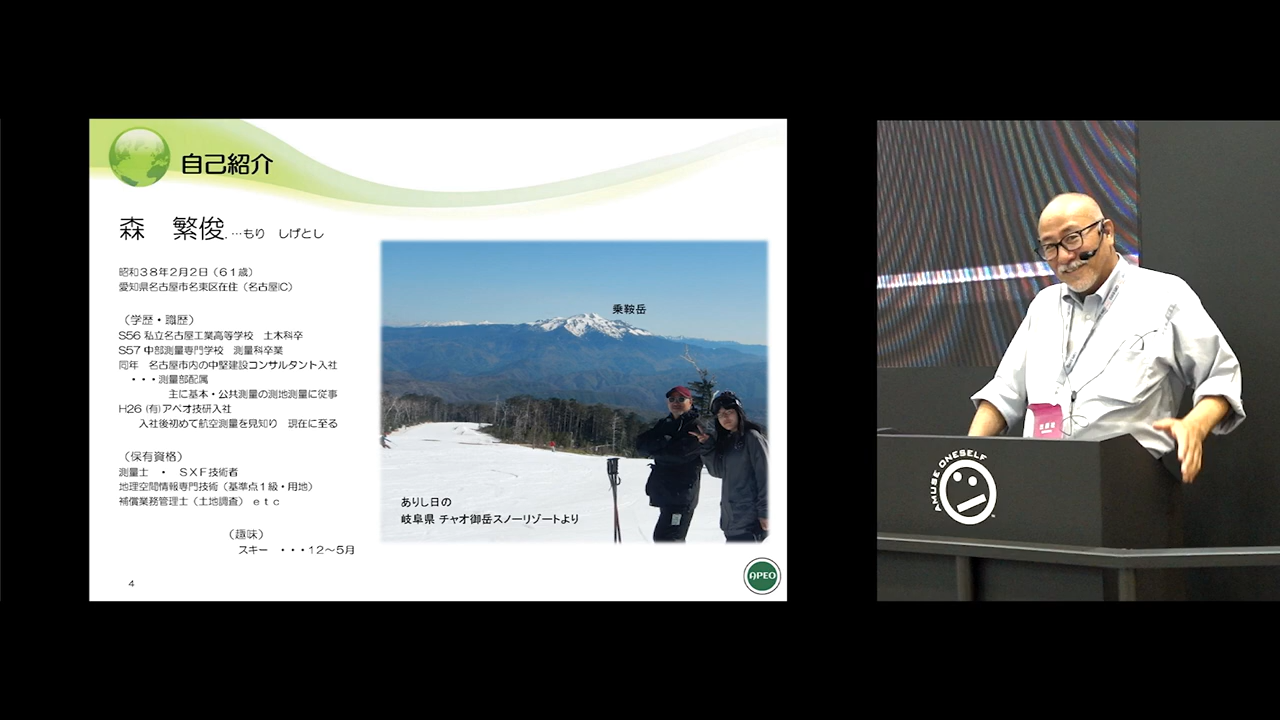 自己紹介
森　繁俊…もり　しげとし
昭和３８年２月２日（６１歳）
愛知県名古屋市名東区在住（名古屋IC）
（学歴・職歴）
S56 私立名古屋工業高等学校　土木科卒
S57 中部測量専門学校　測量科卒業
同年　名古屋市内の中堅建設コンサルタント入社
・・・測量部配属
主に基本・公共測量の測地測量に従事
H26 (有)アペオ技研入社
入社後初めて航空測量を見知り　現在に至る
（保有資格）
測量士　・　ＳＸＦ技術者
地理空間情報専門技術（基準点１級・用地）
補償業務管理士（土地調査）ｅｔｃ
（趣味）
スキー　・・・１２～５月
乗鞍岳
ありし日の
岐阜県 チャオ御岳スノーリゾートより
4
APEO
AMUSE ONESELF